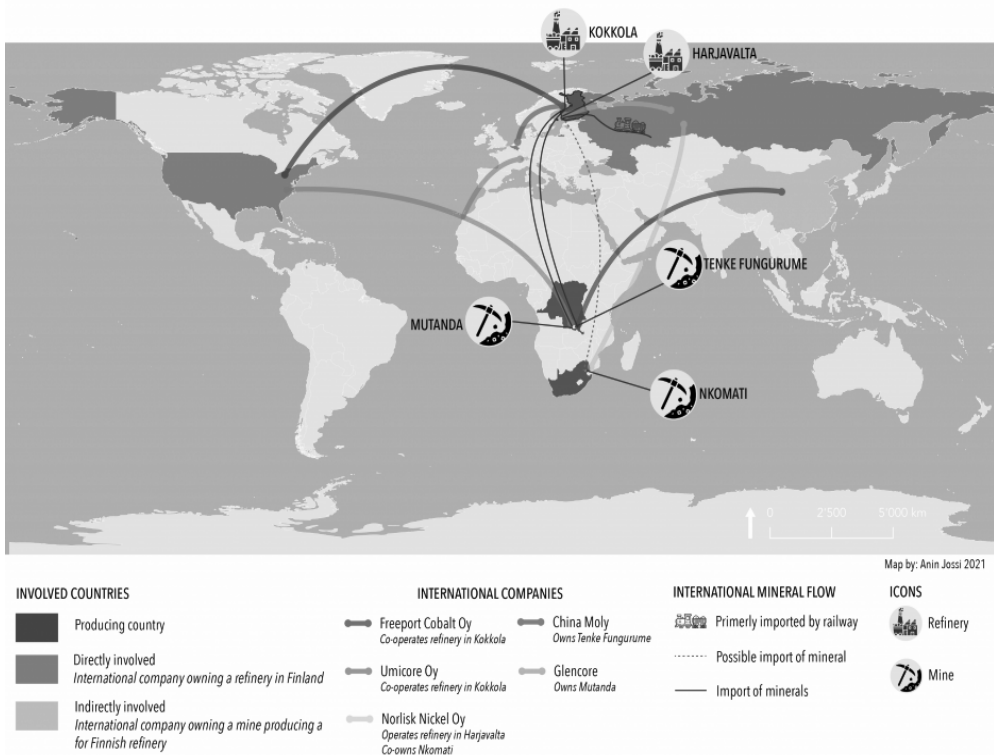 KOKKOLA
HARJAVALTA
TENKE FUNGURUME
MUTANDA
NKOMATI
0 2'500 5'000 km
Map by: Anin Jossi 2021
INVOLVED COUNTRIES
Producing country
Directly involved
International company owning a refinery in Finland
Indirectly involved
International company owning a mine producing a
for Finnish refinery
INTERNATIONAL COMPANIES
Freeport Cobalt Oy
Co-operates refinery in Kokkola
Umicore Oy
Co-operates refinery in Kokkola
Norlisk Nickel Oy
Operates refinery in Harjavalta
Co-owns Nkomati
China Moly
Owns Tenke Fungurume
Glencore
Owns Mutanda
INTERNATIONAL MINERAL FLOW
Primerly imported by railway
Possible import of mineral
Import of minerals
ICONS
Refinery
Mine